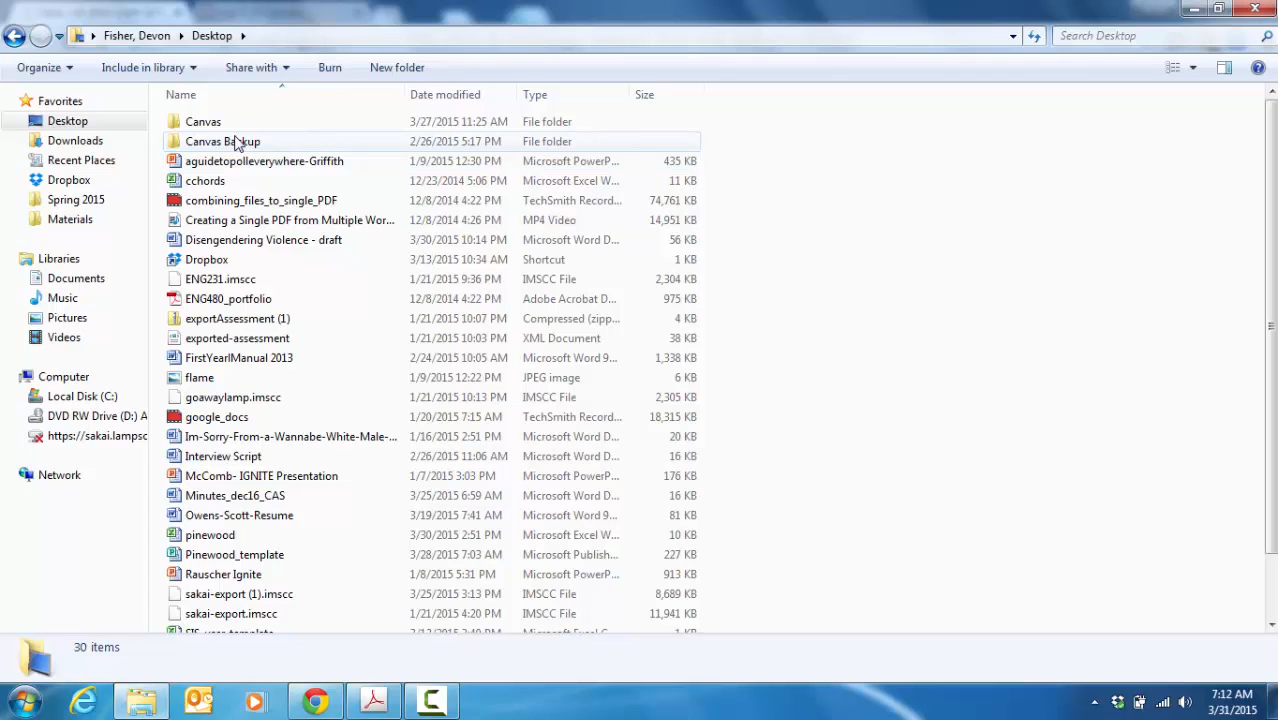 Fisher, Devon Desktop
Search Desktop
Organize Include in library Share with Burn New folder
Name Date modified Type Size
Favorites
Desktop
Downloads
Recent Places
Dropbox
Spring 2015
Materials
Libraries
Documents
Music
Pictures
Videos
Computer
Local Disk (C:)
DVD RW Drive (D:) A
https://sakai.lampsc
Network
Canvas 3/27/2015 11:25 AM File folder
Canvas Backup 2/26/2015 5:17 PM File folder
aguidetopolleverywhere-Griffith 1/9/2015 12:30 PM Microsoft PowerP... 435 KB
cchords 12/23/2014 5:06 PM Microsoft Excel W... 11 KB
combining_files_to_single_PDF 12/8/2014 4:22 PM TechSmith Record... 74,761 KB
Creating a Single PDF from Multiple Wor... 12/8/2014 4:26 PM MP4 Video 14,951 KB
Disengendering Violence - draft 3/30/2015 10:14 PM Microsoft Word D... 56 KB
Dropbox 3/13/2015 10:34 AM Shortcut 1 KB
ENG231.imscc 1/21/2015 9:36 PM IMSCC File 2,304 KB
ENG480_portfolio 12/8/2014 4:22 PM Adobe Acrobat D... 975 KB
exportAssessment (1) 1/21/2015 10:07 PM Compressed (zipp... 4 KB
exported-assessment 1/21/2015 10:03 PM XML Document 38 KB
FirstYearlManual 2013 2/24/2015 10:05 AM Microsoft Word 9... 1,338 KB
flame 1/9/2015 12:22 PM JPEG image 6 KB
goawaylamp.imscc 1/21/2015 10:13 PM IMSCC File 2,305 KB
google_docs 1/20/2015 7:15 AM TechSmith Record... 18,315 KB
Im-Sorry-From-a-Wannabe-White-Male-... 1/16/2015 2:51 PM Microsoft Word D... 20 KB
Interview Script 2/26/2015 11:06 AM Microsoft Word D... 16 KB
McComb- IGNITE Presentation 1/7/2015 3:03 PM Microsoft PowerP... 176 KB
Minutes_dec16_CAS 3/25/2015 6:59 AM Microsoft Word D... 16 KB
Owens-Scott-Resume 3/19/2015 7:41 AM Microsoft Word 9... 81 KB
pinewood 3/30/2015 2:51 PM Microsoft Excel W... 10 KB
Pinewood_template 3/28/2015 7:03 AM Microsoft Publish... 227 KB
Rauscher Ignite 1/8/2015 5:31 PM Microsoft PowerP... 913 KB
sakai-export (1).imscc 3/25/2015 3:13 PM IMSCC File 8,689 KB
sakai-export.imscc 1/21/2015 4:20 PM IMSCC File 11,941 KB
30 items
7:12 AM
3/31/2015